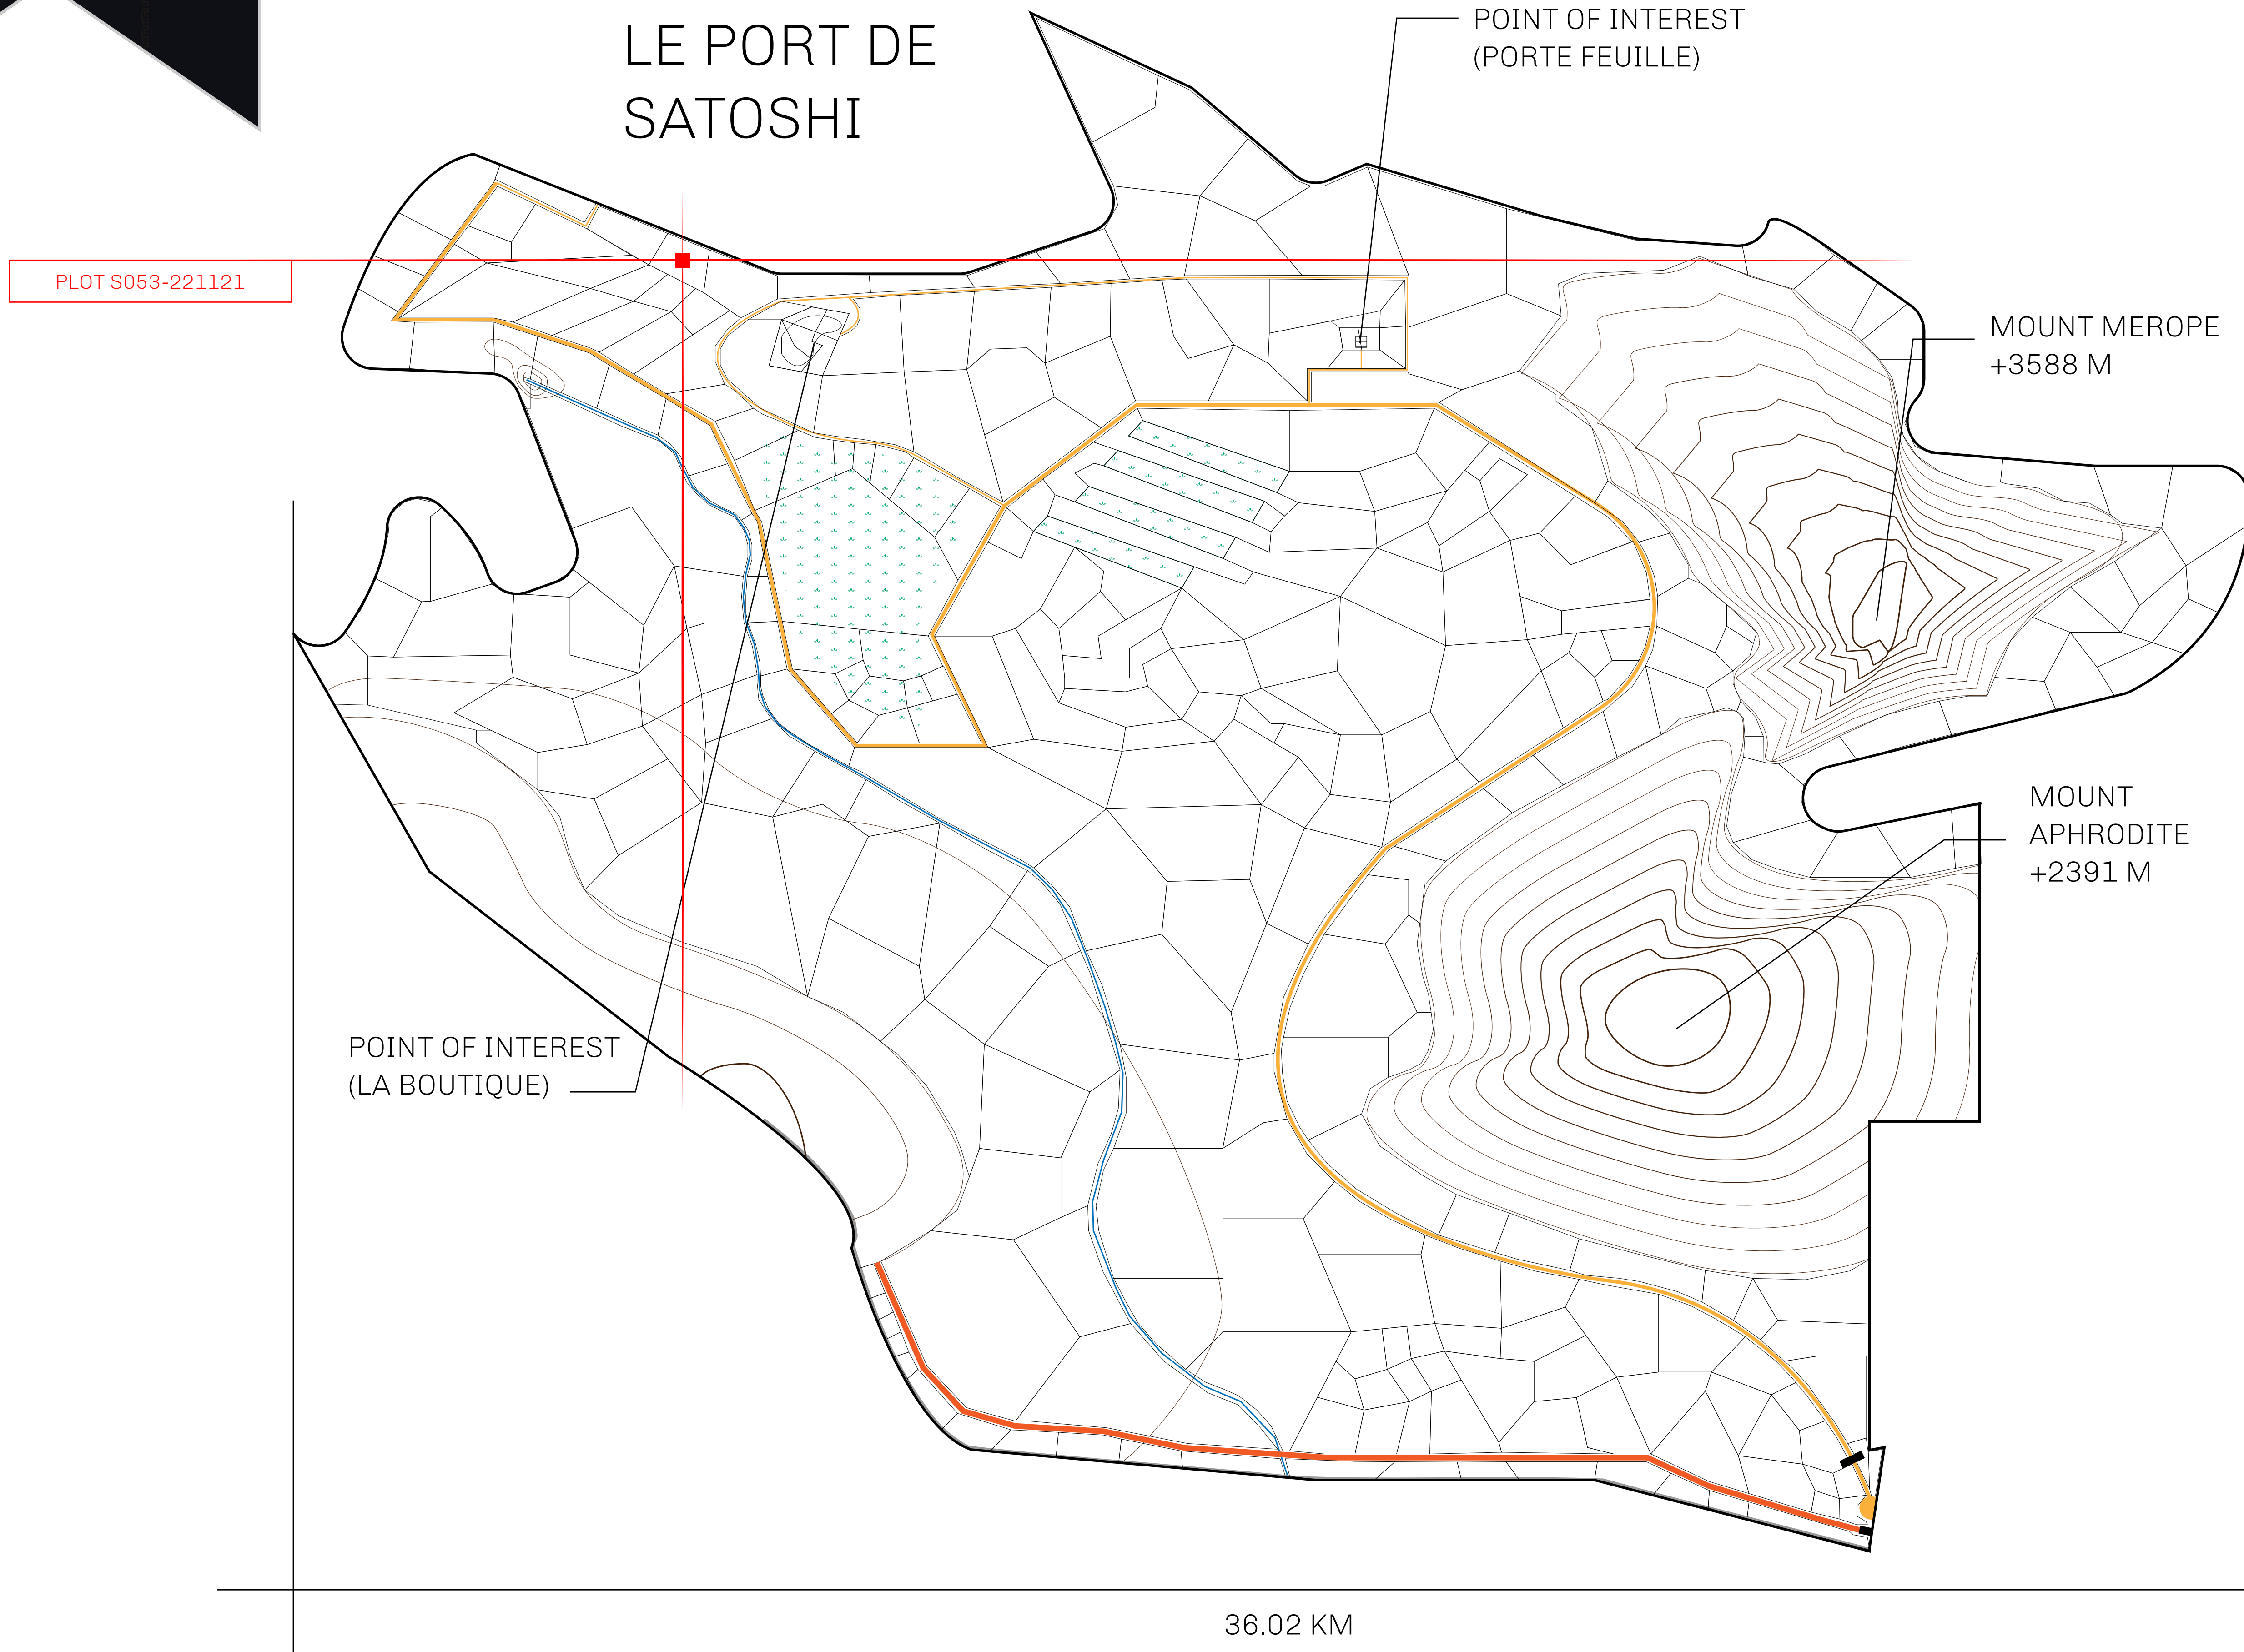 LE PORT DE
SATOSHI
POINT OF INTEREST
(PORTE FEUILLE)
PLOT S053-221121
MOUNT MEROPE
+3588 M
MOUNT
APHRODITE
+2391 M
POINT OF INTEREST
(LA BOUTIQUE)
36.02 KM